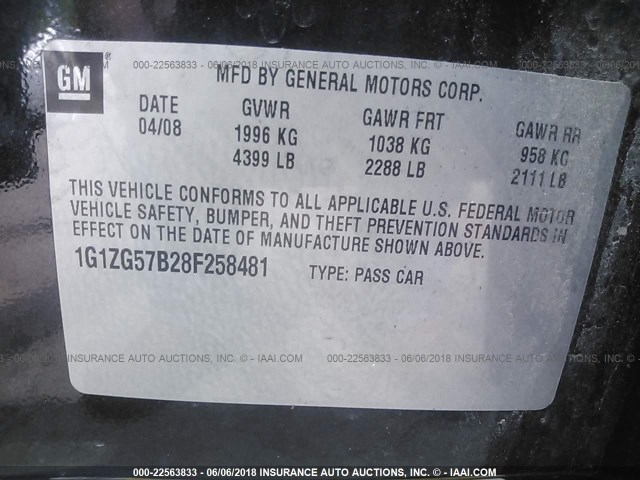 000-22563833 - 06/06/2018 INSURANCE AUTO AUCTIONS, INC. © - IAAI.COM
GM®
MFD BY GENERAL MOTORS CORP.
DATE GVWR GAWR FRT GAWR RR
04/08 1996 KG 1038 KG 958 KG
4399 LB 2288 LB 2111 LB
THIS VEHICLE CONFORMS TO ALL APPLICABLE U.S. FEDERAL MOTOR
VEHICLE SAFETY, BUMPER, AND THEFT PREVENTION STANDARDS IN
EFFECT ON THE DATE OF MANUFACTURE SHOWN ABOVE.
1G1ZG57B28F258481 TYPE: PASS CAR
INSURANCE AUTO AUCTIONS, INC. © - IAAI.COM 000-22563833 - 06/06/2018 INSURANCE AUTO AUCTIONS
000-22563833 - 06/06/2018 INSURANCE AUTO AUCTIONS, INC. © - IAAI.COM